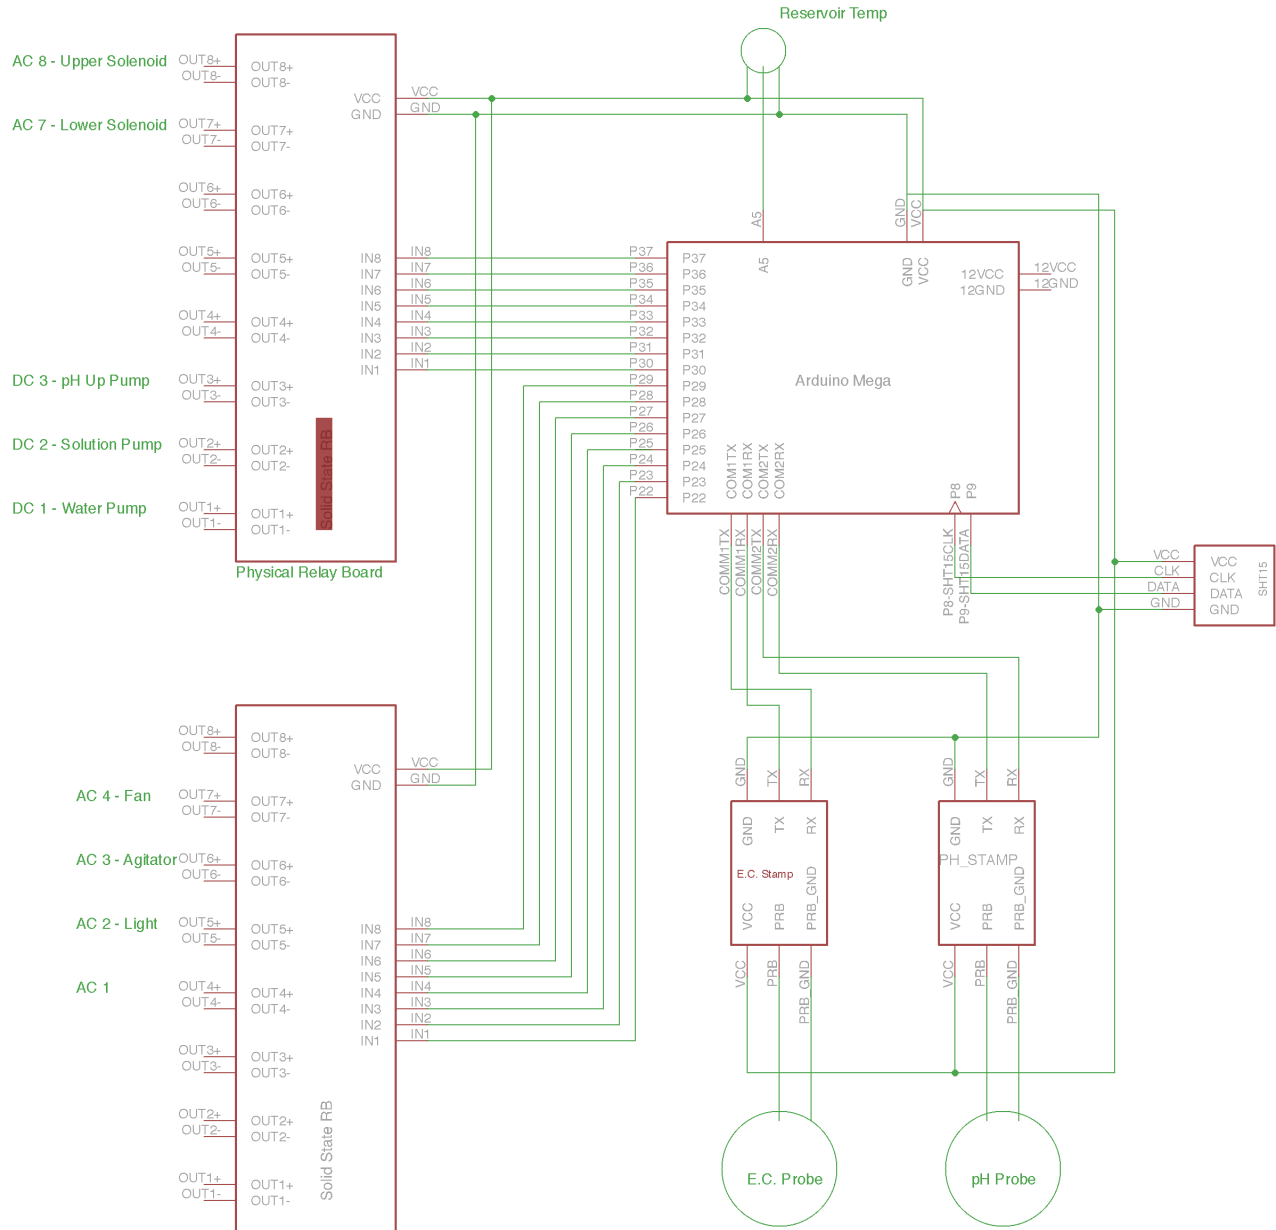 Reservoir Temp
AC 8 - Upper Solenoid
OUT8+
OUT8-
OUT8+
OUT8-
VCC
GND
VCC
GND
AC 7 - Lower Solenoid
OUT7+
OUT7-
OUT7+
OUT7-
OUT6+
OUT6-
OUT6+
OUT6-
OUT5+
OUT5-
OUT5+
OUT5-
OUT4+
OUT4-
OUT4+
OUT4-
DC 3 - pH Up Pump
OUT3+
OUT3-
OUT3+
OUT3-
DC 2 - Solution Pump
OUT2+
OUT2-
OUT2+
OUT2-
DC 1 - Water Pump
OUT1+
OUT1-
OUT1+
OUT1-
Solid State RB
Physical Relay Board
IN8
IN7
IN6
IN5
IN4
IN3
IN2
IN1
IN8
IN7
IN6
IN5
IN4
IN3
IN2
IN1
P37
P36
P35
P34
P33
P32
P31
P30
P29
P28
P27
P26
P25
P24
P23
P22
P37
P36
P35
P34
P33
P32
P31
P30
P29
P28
P27
P26
P25
P24
P23
P22
A5
A5
GND
VCC
GND
VCC
12VCC
12GND
12VCC
12GND
Arduino Mega
COM1TX
COM1RX
COM2TX
COM2RX
P8
P9
COMM1TX
COMM1RX
COMM2TX
COMM2RX
P8-SHT15CLK
P9-SHT15DATA
VCC
CLK
DATA
GND
VCC
CLK
DATA
GND
SHT15
OUT8+
OUT8-
OUT8+
OUT8-
VCC
GND
VCC
GND
AC 4 - Fan
OUT7+
OUT7-
OUT7+
OUT7-
AC 3 - Agitator
OUT6+
OUT6-
OUT6+
OUT6-
AC 2 - Light
OUT5+
OUT5-
OUT5+
OUT5-
AC 1
OUT4+
OUT4-
OUT4+
OUT4-
OUT3+
OUT3-
OUT3+
OUT3-
OUT2+
OUT2-
OUT2+
OUT2-
OUT1+
OUT1-
OUT1+
OUT1-
Solid State RB
IN8
IN7
IN6
IN5
IN4
IN3
IN2
IN1
IN8
IN7
IN6
IN5
IN4
IN3
IN2
IN1
GND
TX
RX
GND
TX
RX
E.C. Stamp
VCC
PRB
PRB_GND
VCC
PRB
PRB_GND
GND
TX
RX
GND
TX
RX
PH_STAMP
VCC
PRB
PRB_GND
VCC
PRB
PRB_GND
E.C. Probe
pH Probe